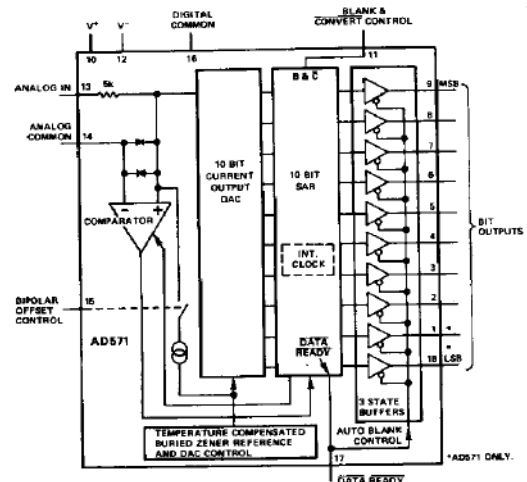 V+
V−
10
12
DIGITAL
COMMON
16
BLANK &
CONVERT CONTROL
11
ANALOG IN
13
5k
ANALOG
COMMON
14
−
+
COMPARATOR
10 BIT
CURRENT
OUTPUT
DAC
B & C̅
10 BIT
SAR
INT.
CLOCK
DATA
READY
9 MSB
8
7
6
5
4
3
2
1 *
* 
18 LSB
BIT
OUTPUTS
BIPOLAR
OFFSET
CONTROL
15
AD571
3 STATE
BUFFERS
TEMPERATURE COMPENSATED
BURIED ZENER REFERENCE
AND DAC CONTROL
AUTO BLANK
CONTROL
17
*AD571 ONLY.
DATA READY